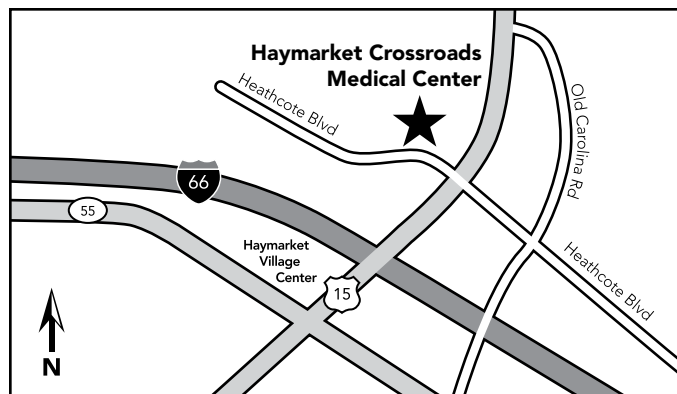 Haymarket Crossroads
Medical Center
Heathcote Blvd
Old Carolina Rd
66
55
Haymarket
Village
Center
15
Heathcote Blvd
N